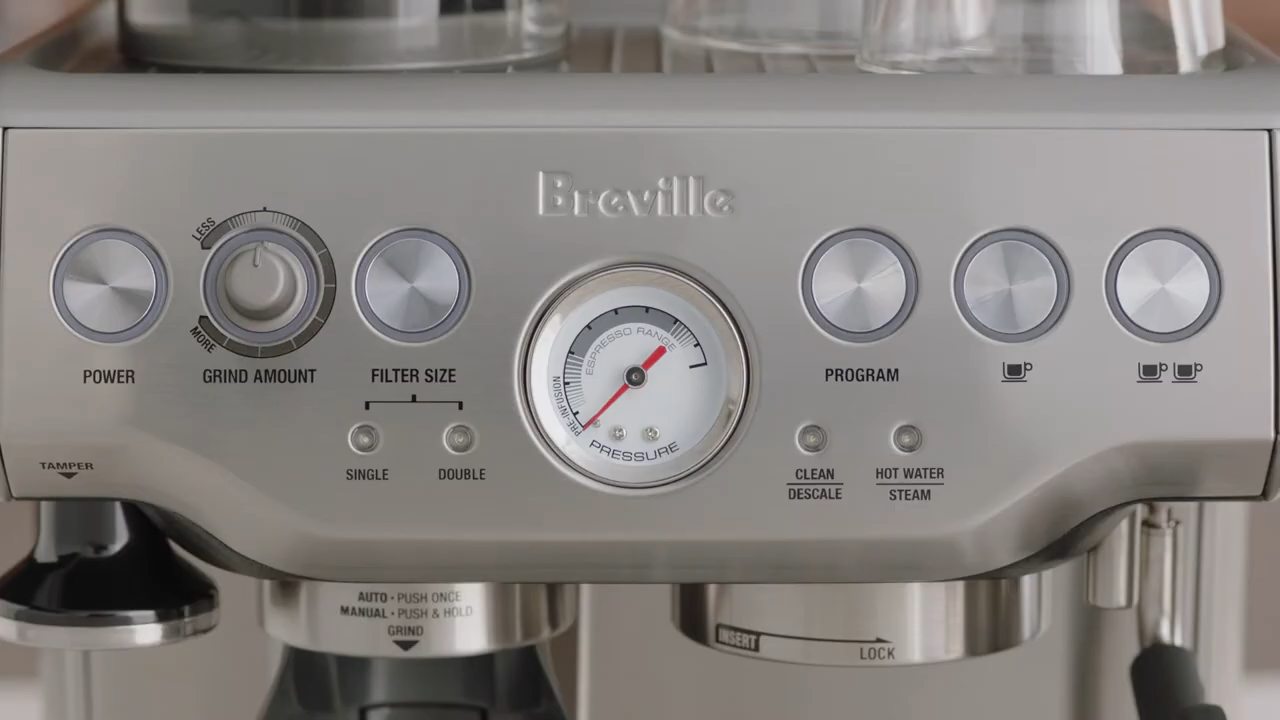 Breville
LESS
MORE
POWER
GRIND AMOUNT
FILTER SIZE
SINGLE
DOUBLE
ESPRESSO RANGE
PRE-INFUSION
PRESSURE
PROGRAM
CLEAN
DESCALE
HOT WATER
STEAM
TAMPER
AUTO • PUSH ONCE
MANUAL • PUSH & HOLD
GRIND
INSERT
LOCK